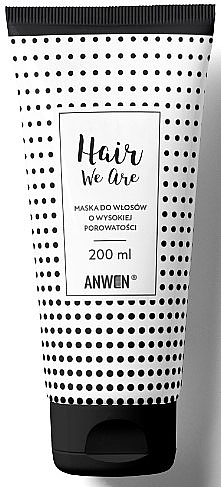 Hair
We Are
MASKA DO WŁOSÓW
O WYSOKIEJ
POROWATOŚCI
200 ml
ANWEN®